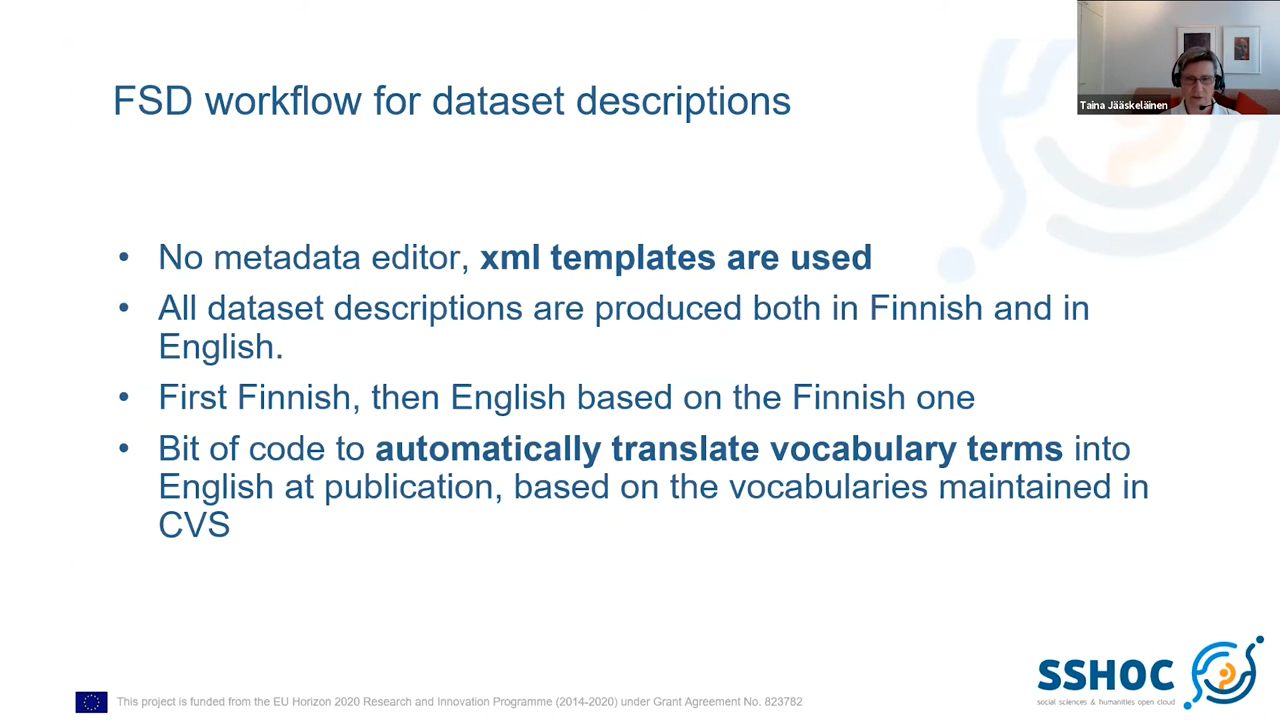 Taina Jääskeläinen
FSD workflow for dataset descriptions
• No metadata editor, xml templates are used
• All dataset descriptions are produced both in Finnish and in
English.
• First Finnish, then English based on the Finnish one
• Bit of code to automatically translate vocabulary terms into
English at publication, based on the vocabularies maintained in
CVS
SSHOC
social sciences & humanities open cloud
This project is funded from the EU Horizon 2020 Research and Innovation Programme (2014-2020) under Grant Agreement No. 823782